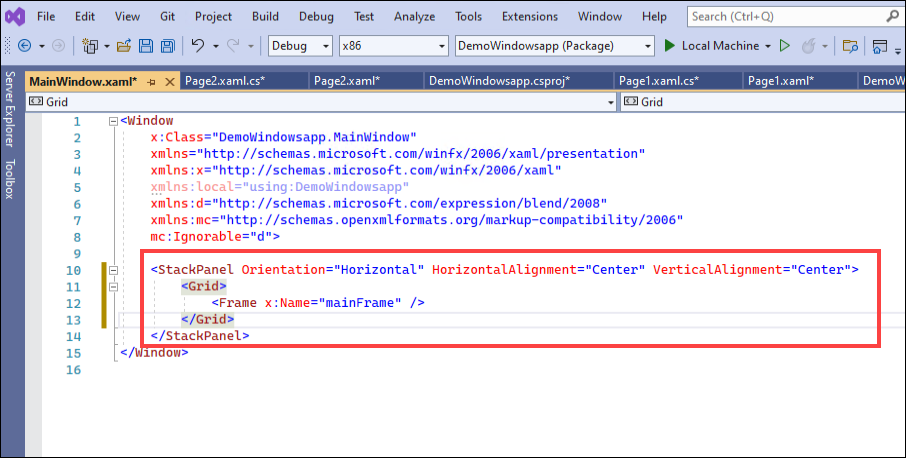 File Edit View Git Project Build Debug Test Analyze Tools Extensions Window Help Search (Ctrl+Q)
Debug x86 DemoWindowsapp (Package) Local Machine
MainWindow.xaml* Page2.xaml.cs* Page2.xaml* DemoWindowsapp.csproj* Page1.xaml.cs* Page1.xaml* DemoW
Server Explorer
Toolbox
Grid Grid
1 <Window
2 x:Class="DemoWindowsapp.MainWindow"
3 xmlns="http://schemas.microsoft.com/winfx/2006/xaml/presentation"
4 xmlns:x="http://schemas.microsoft.com/winfx/2006/xaml"
5 xmlns:local="using:DemoWindowsapp"
6 xmlns:d="http://schemas.microsoft.com/expression/blend/2008"
7 xmlns:mc="http://schemas.openxmlformats.org/markup-compatibility/2006"
8 mc:Ignorable="d">
9
10 <StackPanel Orientation="Horizontal" HorizontalAlignment="Center" VerticalAlignment="Center">
11 <Grid>
12 <Frame x:Name="mainFrame" />
13 </Grid>
14 </StackPanel>
15 </Window>
16